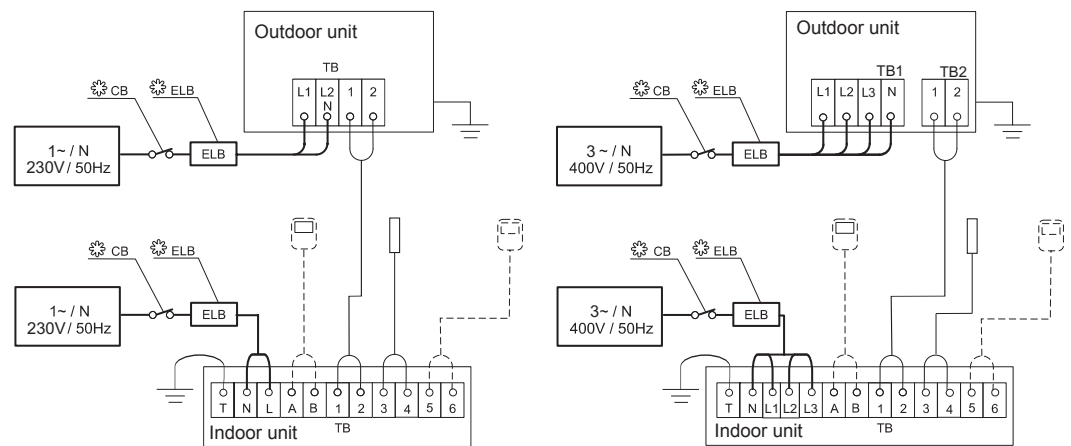 Outdoor unit
TB
L1 L2 1 2
N
CB ELB
1~ / N
230V / 50Hz
ELB
CB ELB
1~ / N
230V / 50Hz
ELB
T N L A B 1 2 3 4 5 6
Indoor unit
TB
Outdoor unit
TB1 TB2
L1 L2 L3 N 1 2
CB ELB
3 ~ / N
400V / 50Hz
ELB
CB ELB
3~ / N
400V / 50Hz
ELB
T N L1 L2 L3 A B 1 2 3 4 5 6
Indoor unit
TB